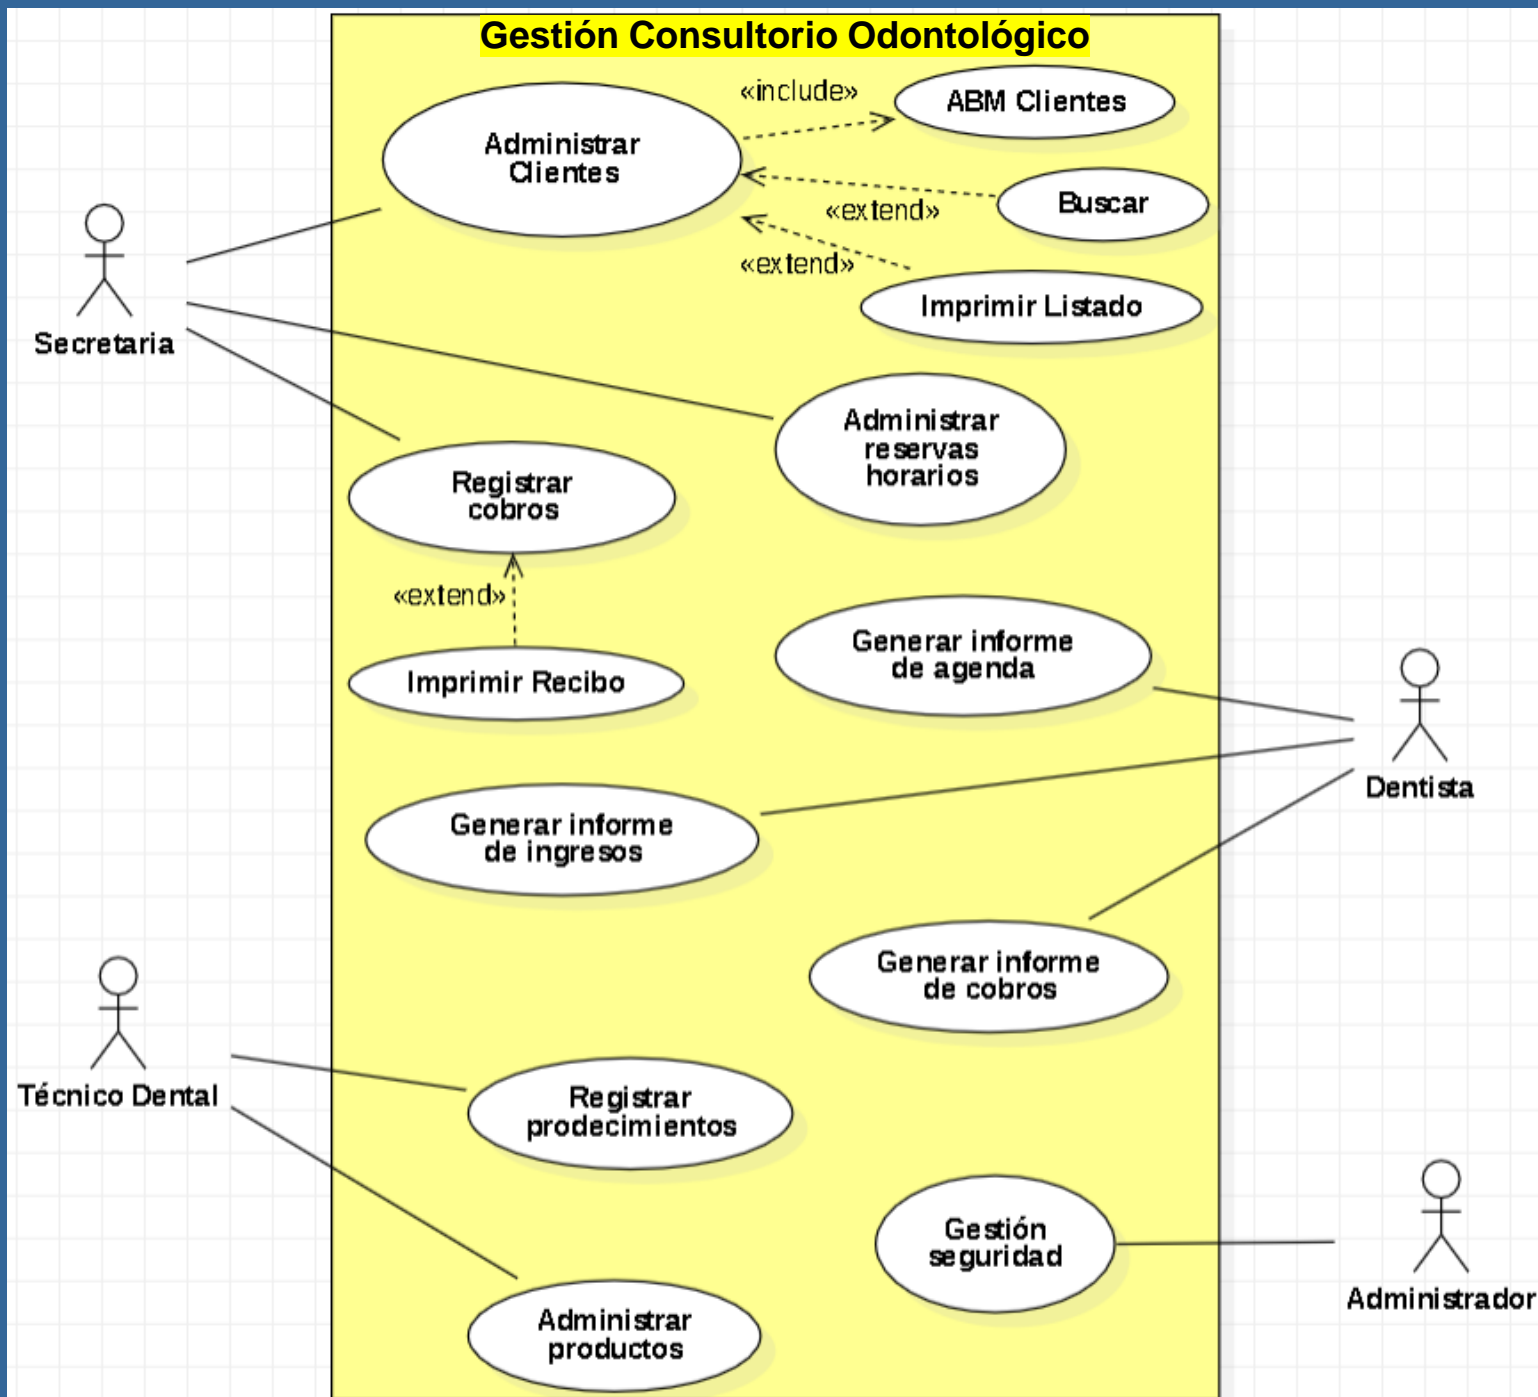 Gestión Consultorio Odontológico
«include»
ABM Clientes
Administrar
Clientes
Buscar
«extend»
«extend»
Imprimir Listado
Secretaria
Administrar
reservas
horarios
Registrar
cobros
«extend»
Imprimir Recibo
Generar informe
de agenda
Dentista
Generar informe
de ingresos
Generar informe
de cobros
Técnico Dental
Registrar
prodecimientos
Gestión
seguridad
Administrador
Administrar
productos